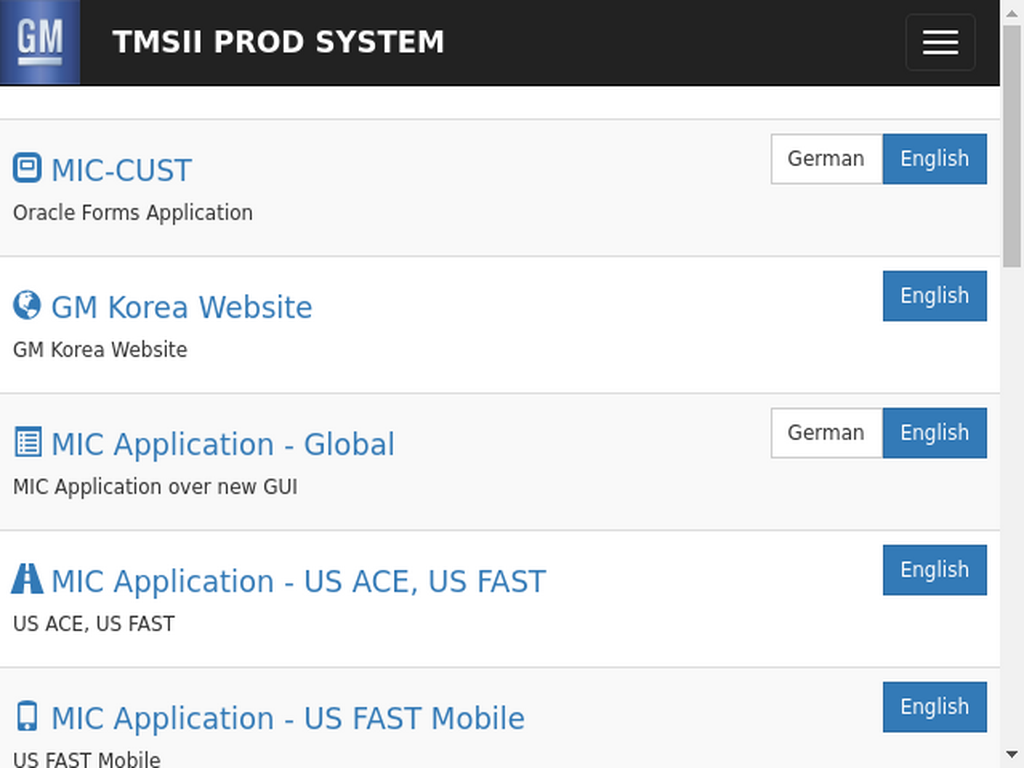 GM
TMSII PROD SYSTEM
MIC-CUST
German
English
Oracle Forms Application
GM Korea Website
English
GM Korea Website
MIC Application - Global
German
English
MIC Application over new GUI
MIC Application - US ACE, US FAST
English
US ACE, US FAST
MIC Application - US FAST Mobile
English
US FAST Mobile